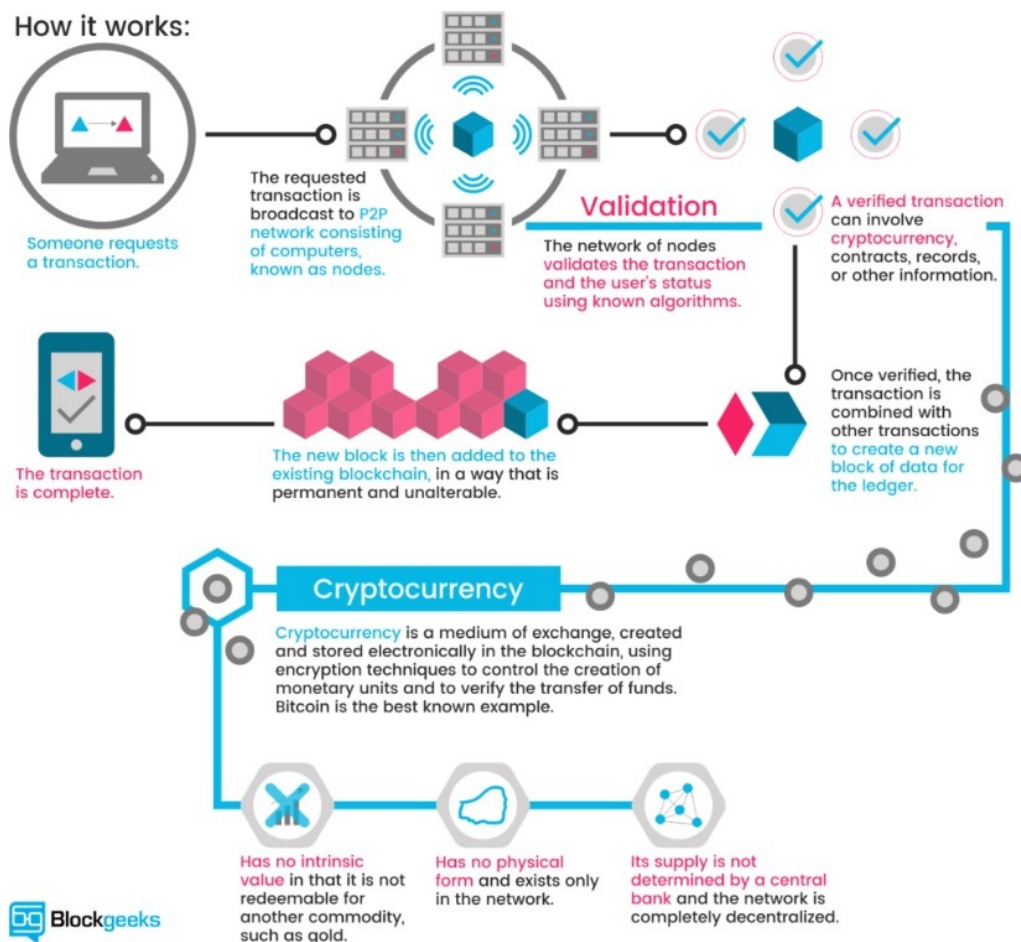 How it works:
Someone requests
a transaction.
The requested
transaction is
broadcast to P2P
network consisting
of computers,
known as nodes.
Validation
The network of nodes
validates the transaction
and the user's status
using known algorithms.
A verified transaction
can involve
cryptocurrency,
contracts, records,
or other information.
Once verified, the
transaction is
combined with
other transactions
to create a new
block of data for
the ledger.
The new block is then added to the
existing blockchain, in a way that is
permanent and unalterable.
The transaction
is complete.
Cryptocurrency
Cryptocurrency is a medium of exchange, created
and stored electronically in the blockchain, using
encryption techniques to control the creation of
monetary units and to verify the transfer of funds.
Bitcoin is the best known example.
Has no intrinsic
value in that it is not
redeemable for
another commodity,
such as gold.
Has no physical
form and exists only
in the network.
Its supply is not
determined by a central
bank and the network is
completely decentralized.
Blockgeeks